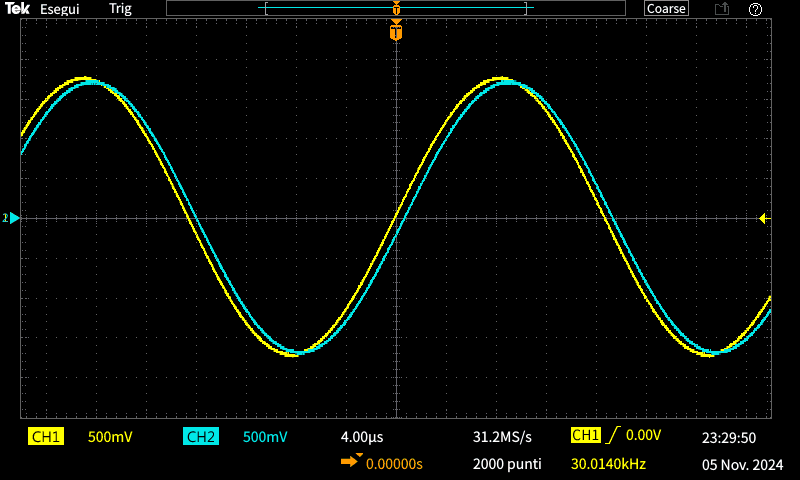 Tek Esegui Trig T Coarse ?
T
2
CH1 500mV CH2 500mV 4.00µs 31.2MS/s CH1 0.00V 23:29:50
0.00000s 2000 punti 30.0140kHz 05 Nov. 2024